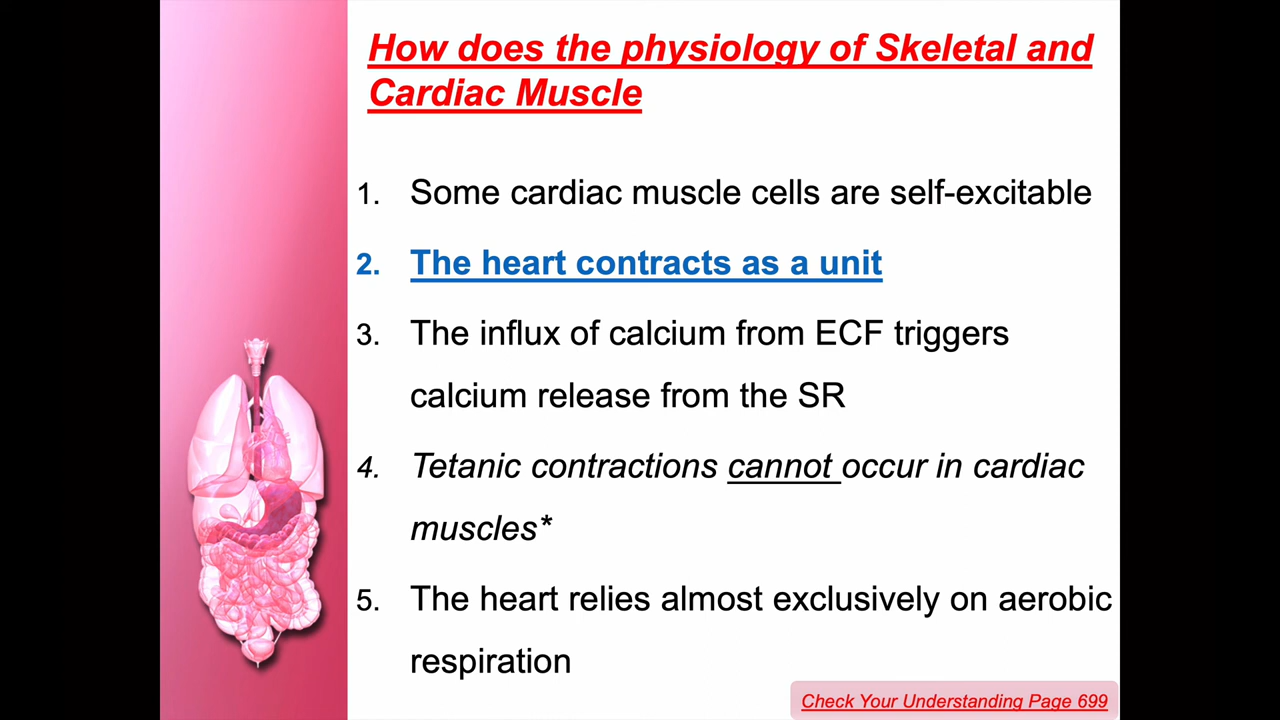 How does the physiology of Skeletal and
Cardiac Muscle
1. Some cardiac muscle cells are self-excitable
2. The heart contracts as a unit
3. The influx of calcium from ECF triggers
calcium release from the SR
4. Tetanic contractions cannot occur in cardiac
muscles*
5. The heart relies almost exclusively on aerobic
respiration
Check Your Understanding Page 699